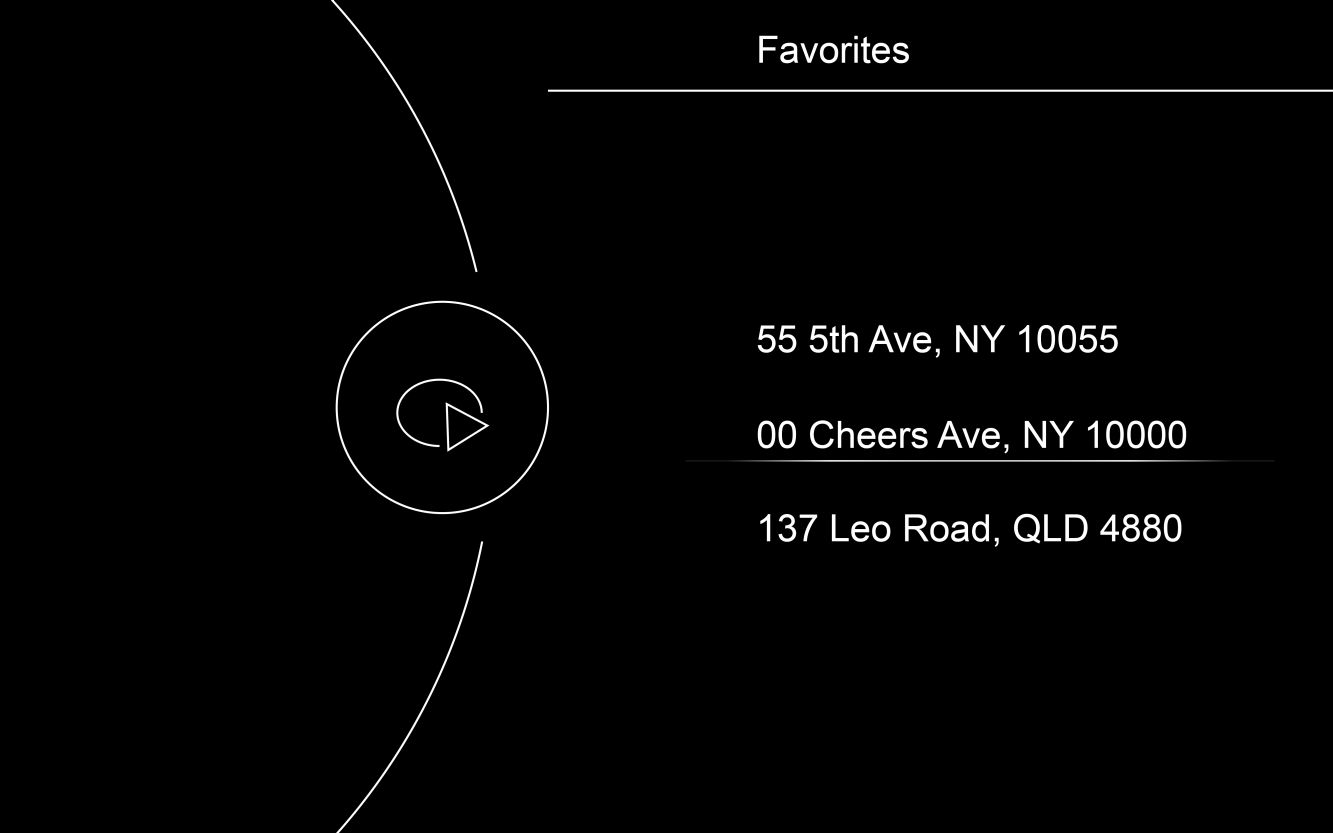 Favorites
55 5th Ave, NY 10055
00 Cheers Ave, NY 10000
137 Leo Road, QLD 4880